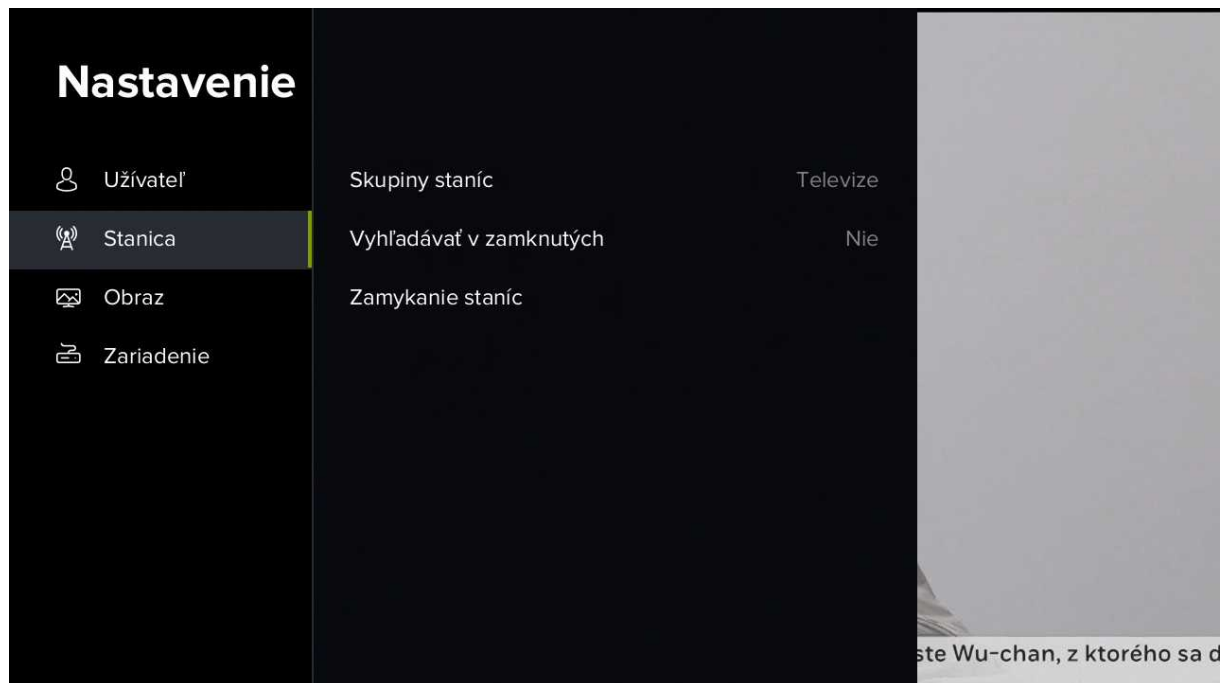 Nastavenie
Užívateľ
Stanica
Obraz
Zariadenie
Skupiny staníc Televize
Vyhľadávať v zamknutých Nie
Zamykanie staníc
ste Wu-chan, z ktorého sa d